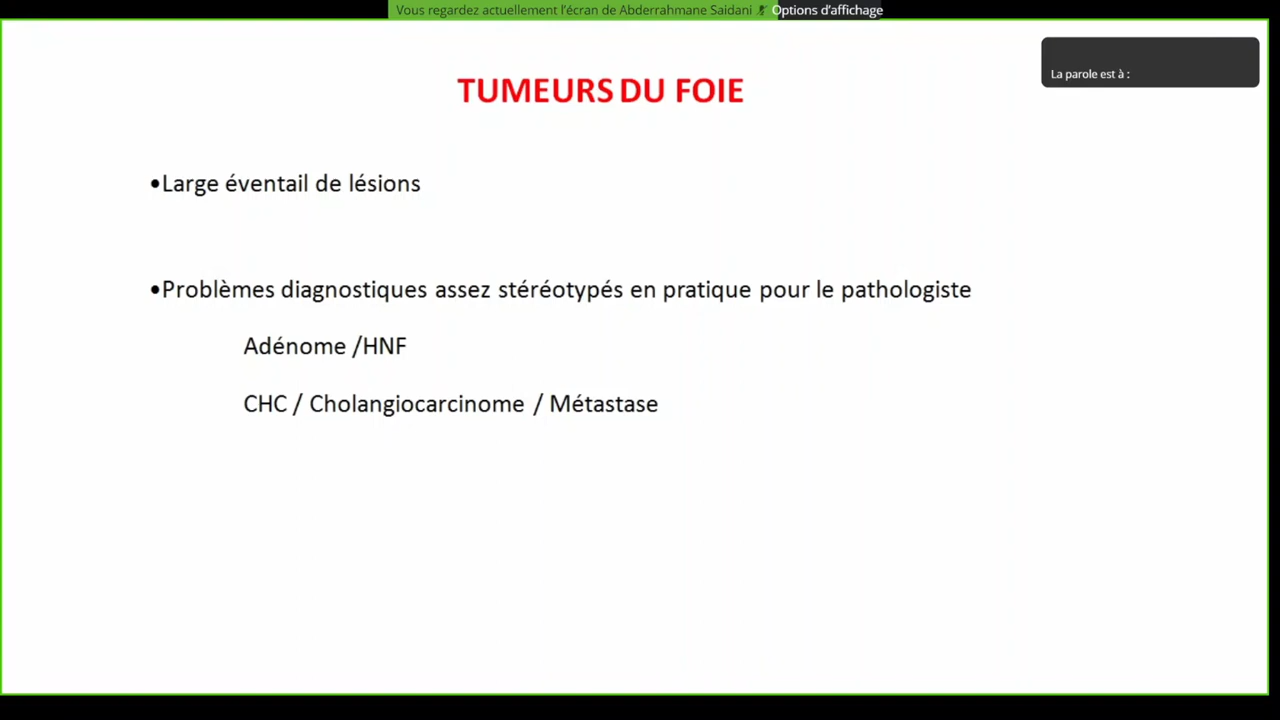 Vous regardez actuellement l'écran de Abderrahmane Saidani
Options d'affichage
La parole est à :
TUMEURS DU FOIE
•Large éventail de lésions
•Problèmes diagnostiques assez stéréotypés en pratique pour le pathologiste
Adénome /HNF
CHC / Cholangiocarcinome / Métastase